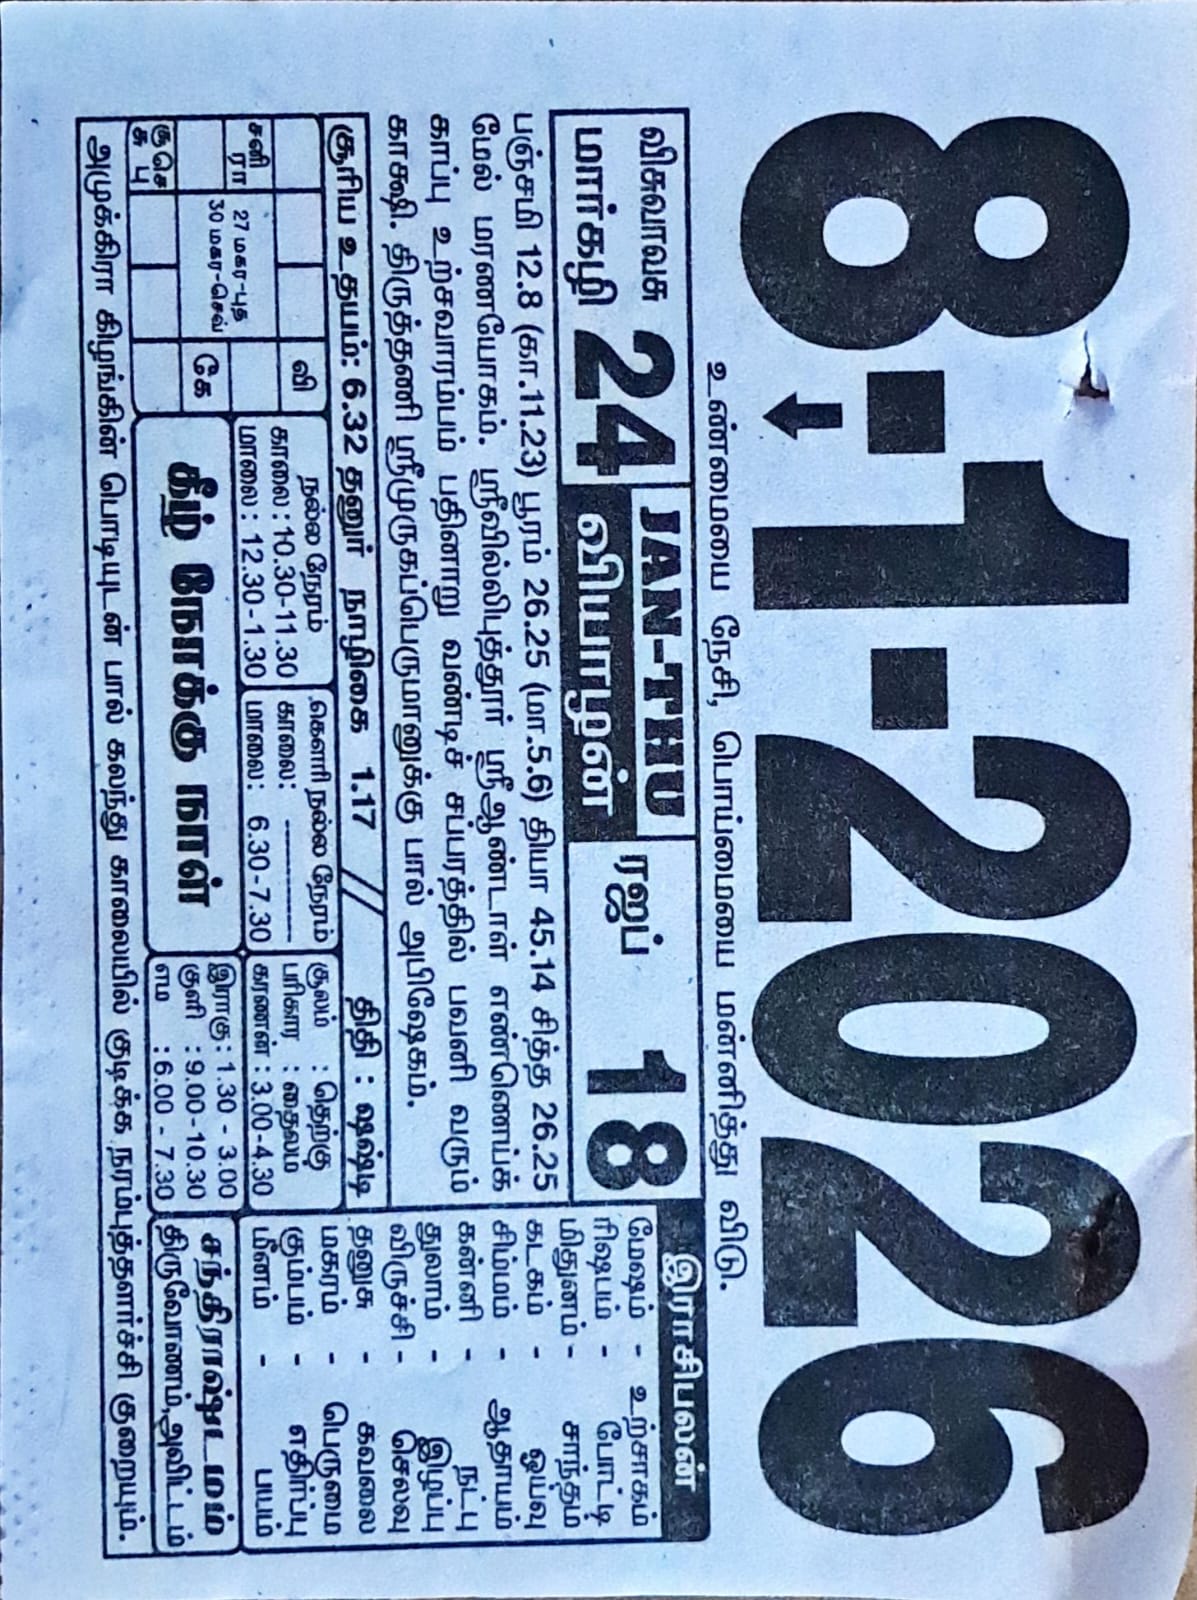 8-1-2026
உண்மையை நேசி, பொய்மையை மன்னித்து விடு.
விசுவாவசு
மார்கழி 24
JAN-THU
வியாழன்
ரஜப் 18
பஞ்சமி 12.8 (கா.11.23) பூரம் 26.25 (மா.5.6) தியா 45.14 சித்த 26.25
மேல் மரணயோகம். ஸ்ரீவில்லிபுத்தூர் ஸ்ரீஆண்டாள் எண்ணெய்க்
காப்பு உற்சவாரம்பம் பதினாறு வண்டிச் சப்பரத்தில் பவனி வரும்
காக்ஷி. திருத்தணி ஸ்ரீமுருகப்பெருமானுக்கு பால் அபிஷேகம்.
சூரிய உதயம்: 6.32 தனுர் நாழிகை 1.17 // திதி : ஷஷ்டி
வி
சனி
ரா
27 மகர-புத
30 மகர-செவ்
கே
கு
சூ செ
சு பு
நல்ல நேரம்
காலை: 10.30-11.30
மாலை: 12.30-1.30
கௌரி நல்ல நேரம்
காலை: --------
மாலை: 6.30-7.30
சூலம் : தெற்கு
பரிகாரம் : தைலம்
கரணன் : 3.00-4.30
கீழ் நோக்கு நாள்
இராகு : 1.30 - 3.00
குளி : 9.00-10.30
எம : 6.00 - 7.30
இராசிபலன்
மேஷம் - உற்சாகம்
ரிஷபம் - போட்டி
மிதுனம் - சாந்தம்
கடகம் - ஓய்வு
சிம்மம் - ஆதாயம்
கன்னி - நட்பு
துலாம் - இழப்பு
விருச்சி - செலவு
தனுசு - கவலை
மகரம் - பெருமை
கும்பம் - எதிர்ப்பு
மீனம் - பயம்
சந்திராஷ்டமம்
திருவோணம்,அவிட்டம்
அமுக்கிரா கிழங்கின் பொடியுடன் பால் கலந்து காலையில் குடிக்க நரம்புத்தளர்ச்சி குறையும்.